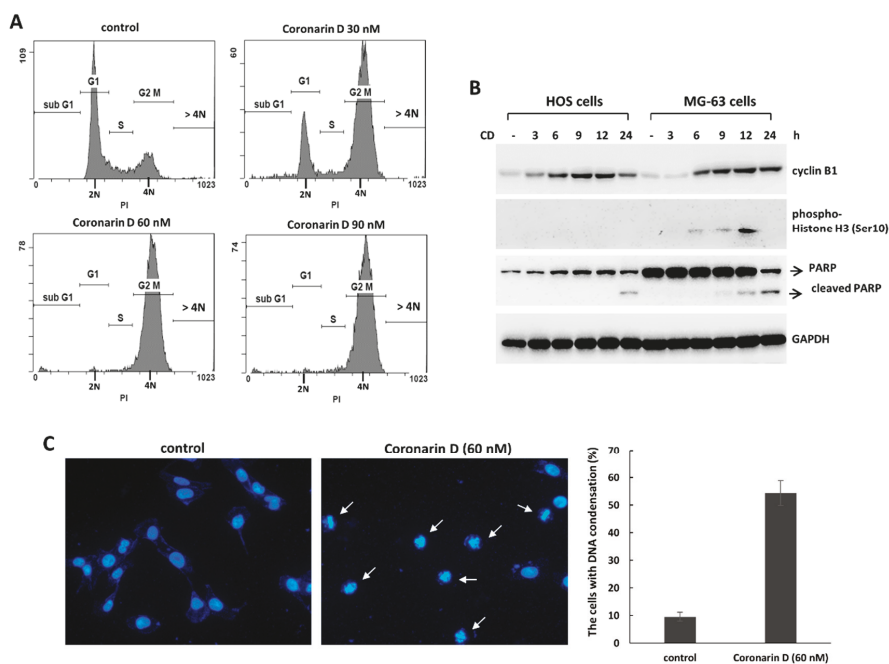 A
control
109
sub G1
G1
S
G2 M
> 4N
0
2N
4N
1023
PI
Coronarin D 30 nM
60
sub G1
G1
S
G2 M
> 4N
0
2N
4N
1023
PI
Coronarin D 60 nM
78
sub G1
G1
S
G2 M
> 4N
0
2N
4N
1023
PI
Coronarin D 90 nM
74
sub G1
G1
S
G2 M
> 4N
0
2N
4N
1023
PI
B
HOS cells MG-63 cells
CD - 3 6 9 12 24 - 3 6 9 12 24 h
cyclin B1
phospho-
Histone H3 (Ser10)
PARP
cleaved PARP
GAPDH
C
control
Coronarin D (60 nM)
The cells with DNA condensation (%)
70
60
50
40
30
20
10
0
control
Coronarin D (60 nM)